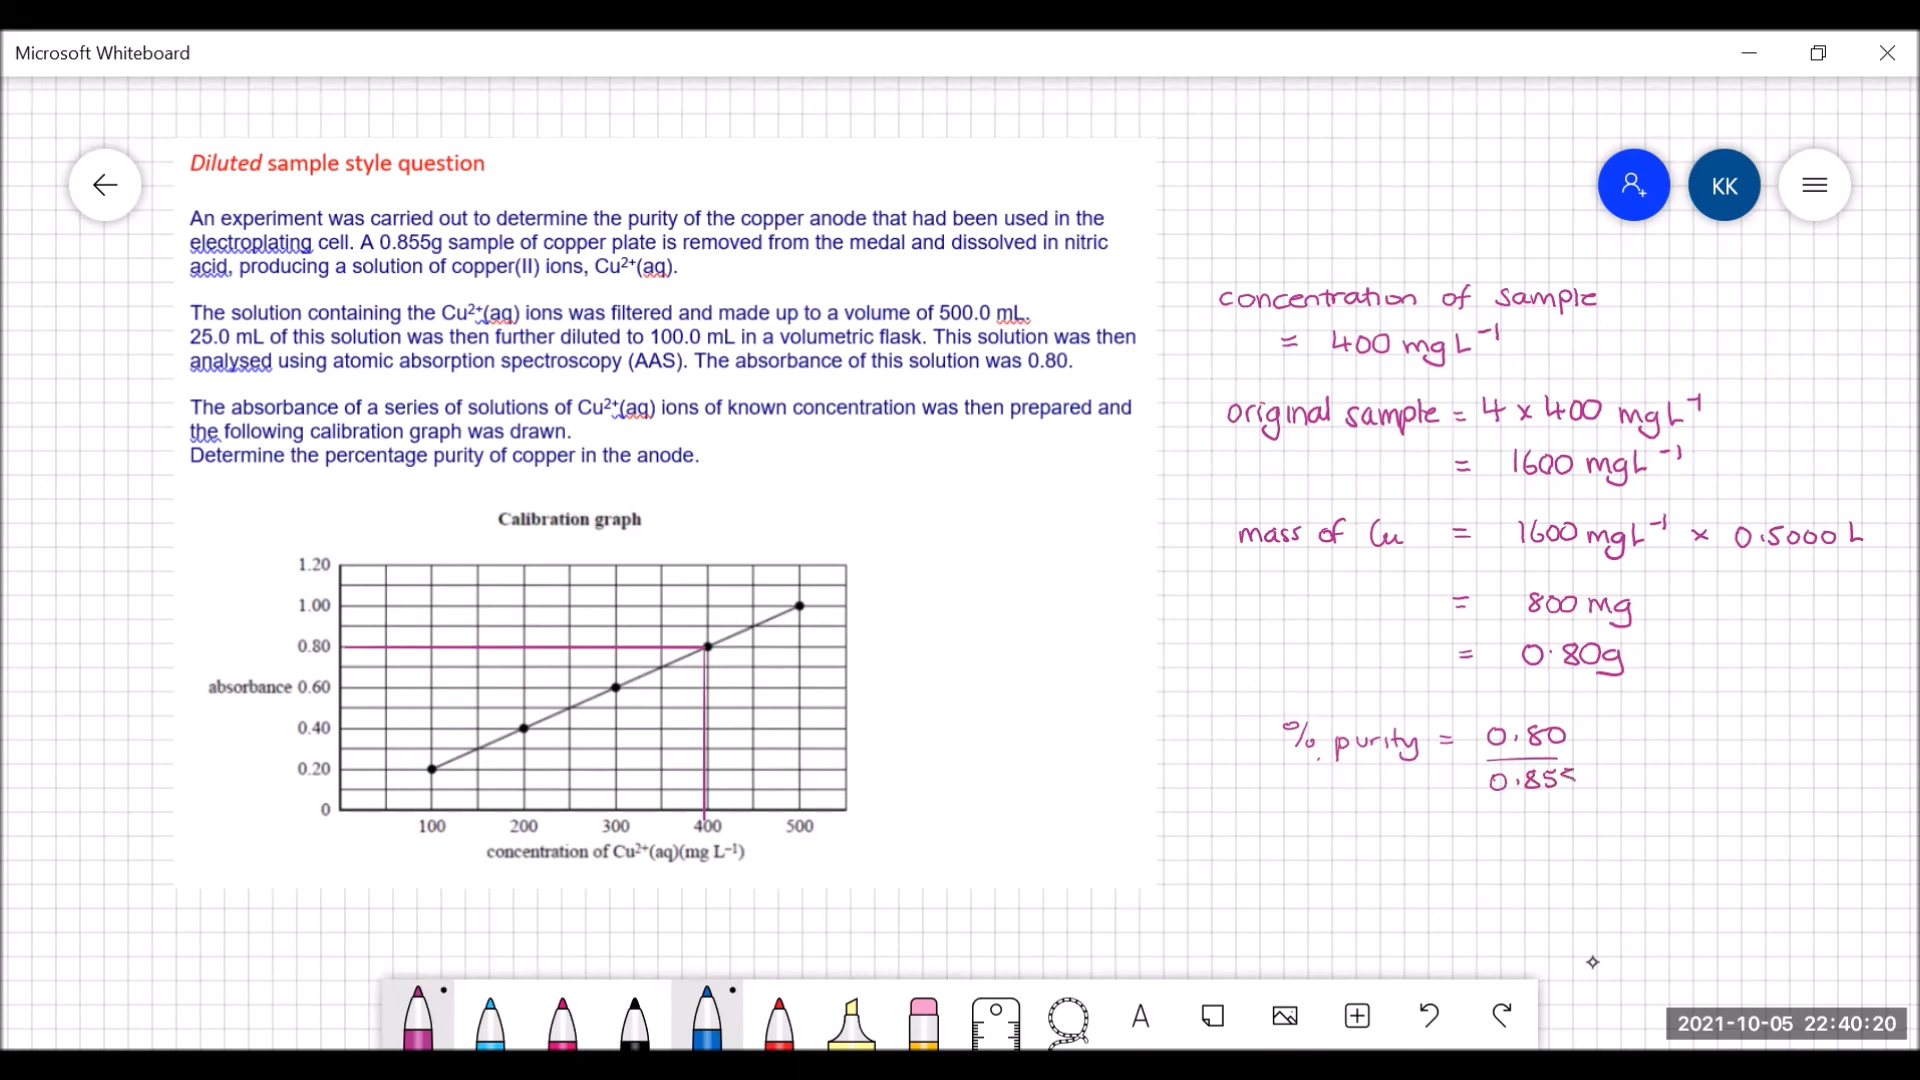 Microsoft Whiteboard
Diluted sample style question
An experiment was carried out to determine the purity of the copper anode that had been used in the
electroplating cell. A 0.855g sample of copper plate is removed from the medal and dissolved in nitric
acid, producing a solution of copper(II) ions, Cu²⁺(aq).
The solution containing the Cu²⁺(aq) ions was filtered and made up to a volume of 500.0 mL.
25.0 mL of this solution was then further diluted to 100.0 mL in a volumetric flask. This solution was then
analysed using atomic absorption spectroscopy (AAS). The absorbance of this solution was 0.80.
The absorbance of a series of solutions of Cu²⁺(aq) ions of known concentration was then prepared and
the following calibration graph was drawn.
Determine the percentage purity of copper in the anode.
Calibration graph
1.20
1.00
0.80
absorbance 0.60
0.40
0.20
0
100 200 300 400 500
concentration of Cu²⁺(aq)(mg L⁻¹)
KK
concentration of sample
= 400 mg L⁻¹
original sample = 4 x 400 mg L⁻¹
= 1600 mg L⁻¹
mass of Cu = 1600 mg L⁻¹ x 0.5000 L
= 800 mg
= 0.80g
% purity = 0.80
0.855
A
2021-10-05 22:40:20